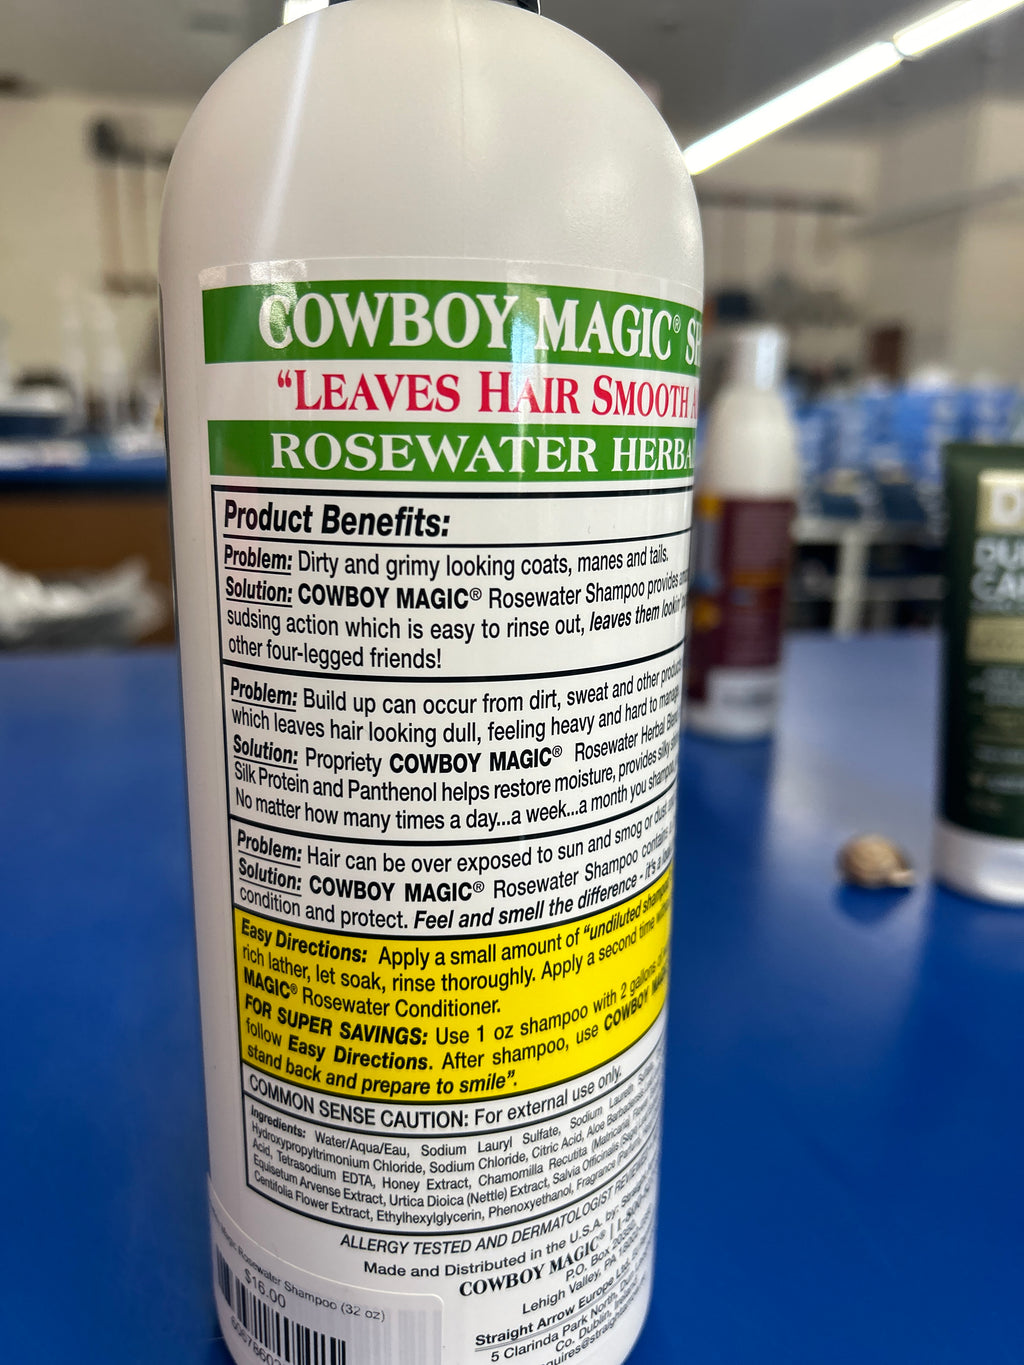 COWBOY MAGIC®
“LEAVES HAIR SMOOTH
ROSEWATER
Product Benefits:
Problem: Dirty and grimy looking coats, manes and tails.
Solution: COWBOY MAGIC® Rosewater Shampoo provides
sudsing action which is easy to rinse out, leaves them
other four-legged friends!
Problem: Build up can occur from dirt, sweat and other
which leaves hair looking dull, feeling heavy and hard to
Solution: Propriety COWBOY MAGIC® Rosewater Herbal
Silk Protein and Panthenol helps restore moisture, provides silky
No matter how many times a day...a week...a month you
Problem: Hair can be over exposed to sun and smog or dust
Solution: COWBOY MAGIC® Rosewater Shampoo
condition and protect. Feel and smell the difference - it's a
Easy Directions: Apply a small amount of “undiluted
rich lather, let soak, rinse thoroughly. Apply a second time
MAGIC® Rosewater Conditioner.
FOR SUPER SAVINGS: Use 1 oz shampoo with 2 gallons
follow Easy Directions. After shampoo, use COWBOY
stand back and prepare to smile”.
COMMON SENSE CAUTION: For external use only.
Ingredients: Water/Aqua/Eau, Sodium Lauryl Sulfate, Sodium Laureth
Hydroxypropyltrimonium Chloride, Sodium Chloride, Citric Acid, Aloe Barbadensis
Acid, Tetrasodium EDTA, Honey Extract, Chamomilla Recutita (Matricaria)
Equisetum Arvense Extract, Urtica Dioica (Nettle) Extract, Salvia Officinalis (Sage)
Centifolia Flower Extract, Ethylhexylglycerin, Phenoxyethanol, Fragrance
ALLERGY TESTED AND DERMATOLOGIST
Made and Distributed in the U.S.A. by:
COWBOY MAGIC®
P.O. Box
Lehigh Valley, PA
Straight Arrow Europe
5 Clarinda Park North,
Co. Dublin,
Rosewater Shampoo (32 oz)
$16.00